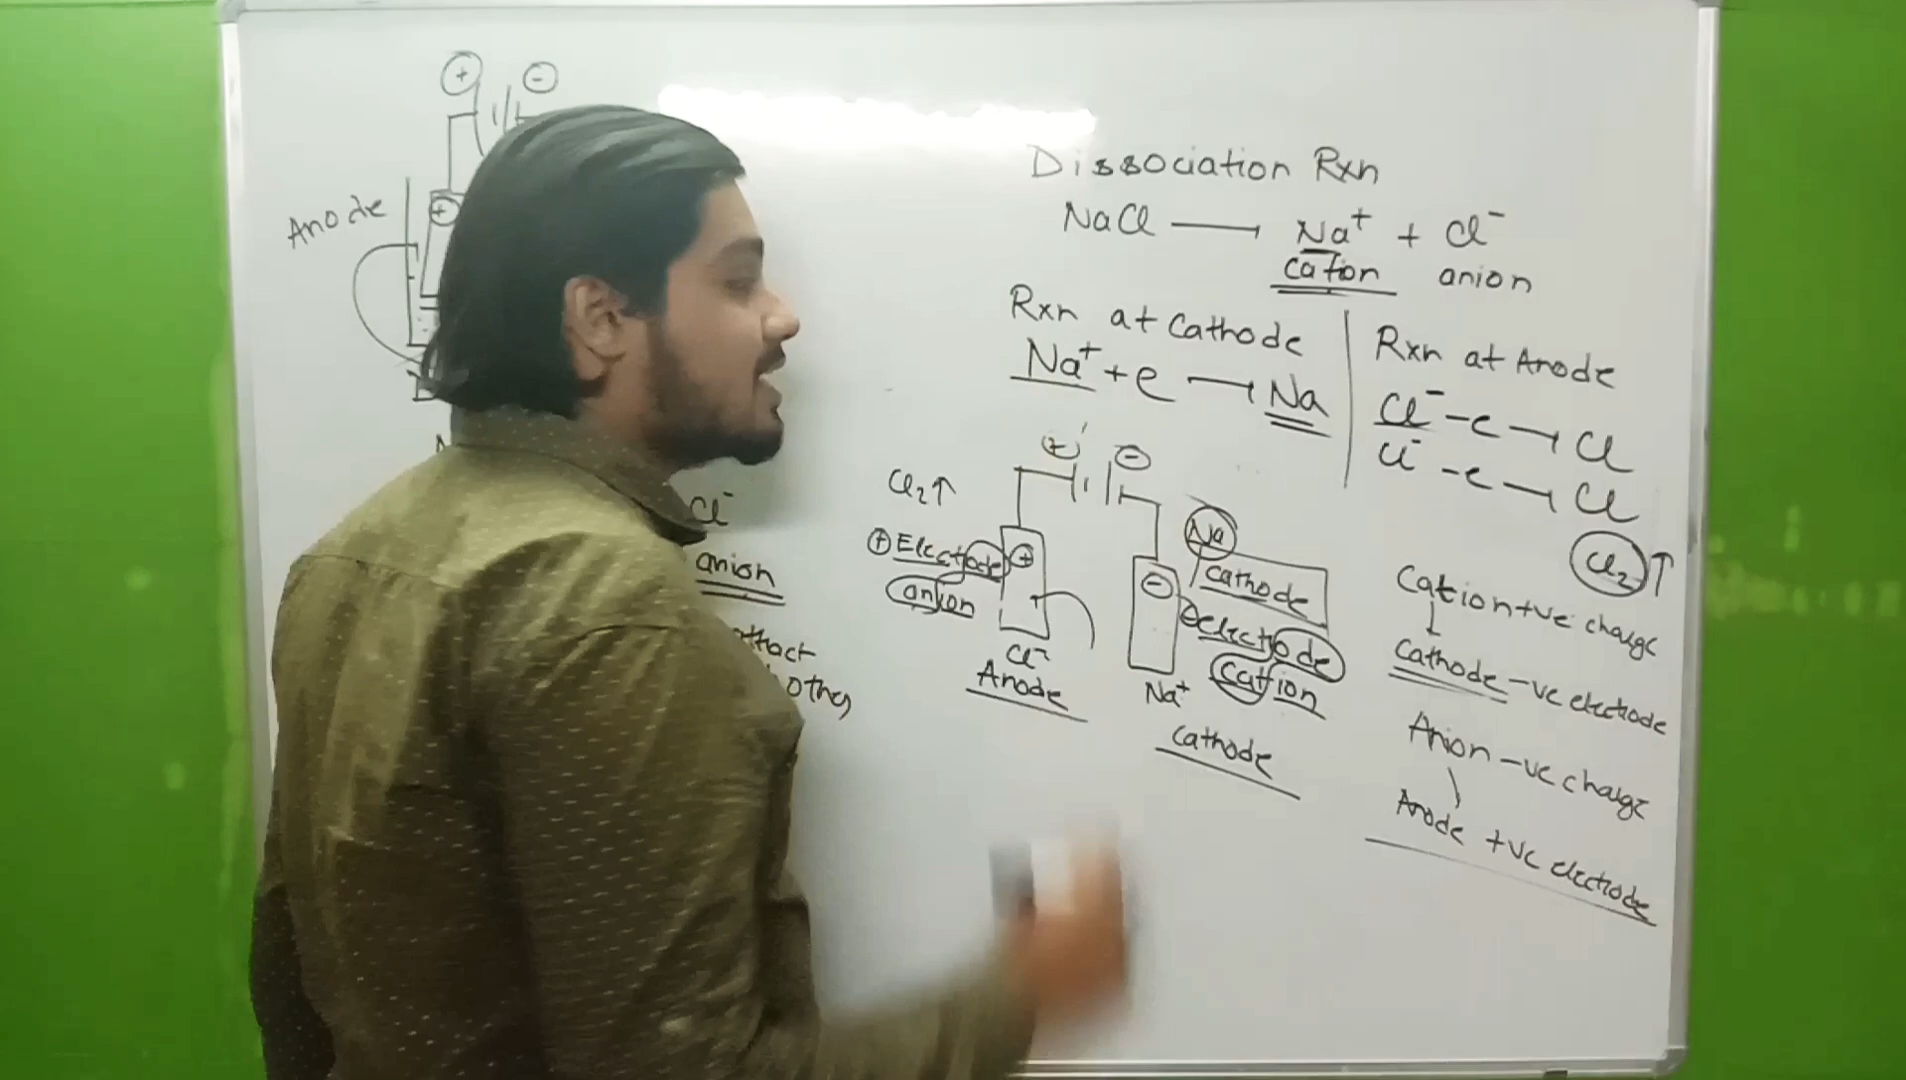 + -
Anode
+
Cl⁻
anion
attract
other
Dissociation Rxn
NaCl → Na⁺ + Cl⁻
cation anion
Rxn at Cathode
Na⁺ + e → Na
Rxn at Anode
Cl⁻ - e → Cl
Cl⁻ - e → Cl
Cl₂ ↑
+ -
Cl₂ ↑
+ Electrode
anion
+
Cl⁻
Anode
Na
Cathode
-
- electrode
cation
Na⁺
Cathode
Cation +ve charge
↓
Cathode -ve electrode
Anion -ve charge
Anode +ve electrode